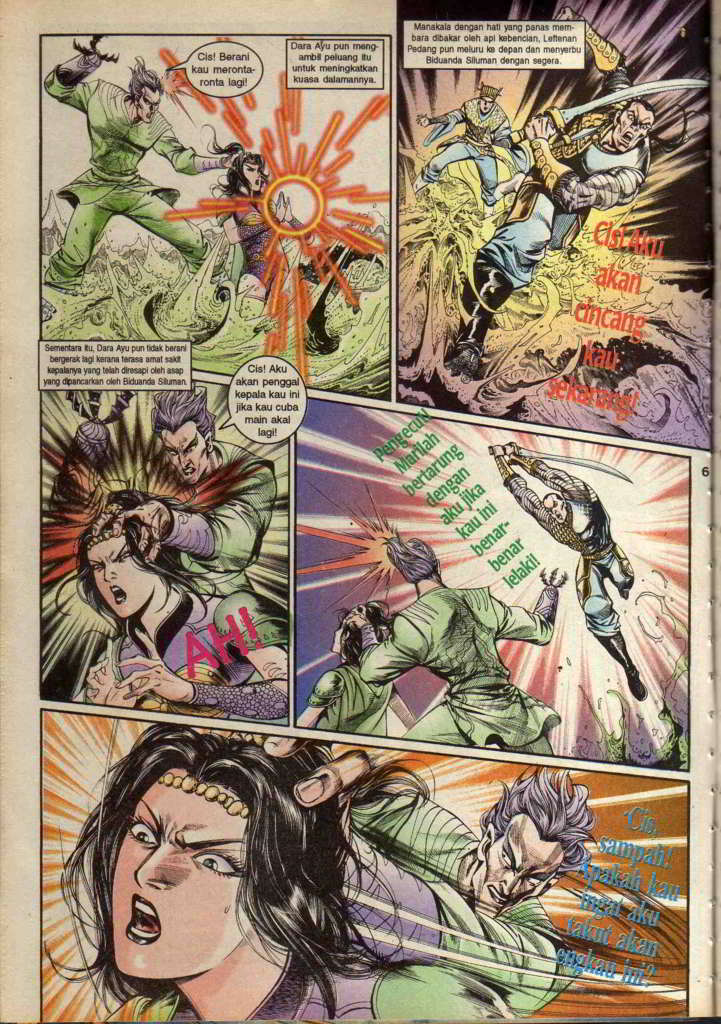 Cis! Berani
kau meronta-
ronta lagi!
Dara Ayu pun meng-
ambil peluang itu
untuk meningkatkan
kuasa dalamannya.
Manakala dengan hati yang panas mem-
bara dibakar oleh api kebencian, Leftenan
Pedang pun meluru ke depan dan menyerbu
Biduanda Siluman dengan segera.
Cis! Aku
akan
cincang
kau
sekarang!
Sementara itu, Dara Ayu pun tidak berani
bergerak lagi kerana terasa amat sakit
kepalanya yang telah diresapi oleh asap
yang dipancarkan oleh Biduanda Siluman.
Cis! Aku
akan penggal
kepala kau ini
jika kau cuba
main akal
lagi!
AH!
Pengecut!
Marilah
bertarung
dengan
aku jika
kau ini
benar-
benar
lelaki!
6
Cis,
sampah!
Apakah kau
ingat aku
takut akan
engkau ini?